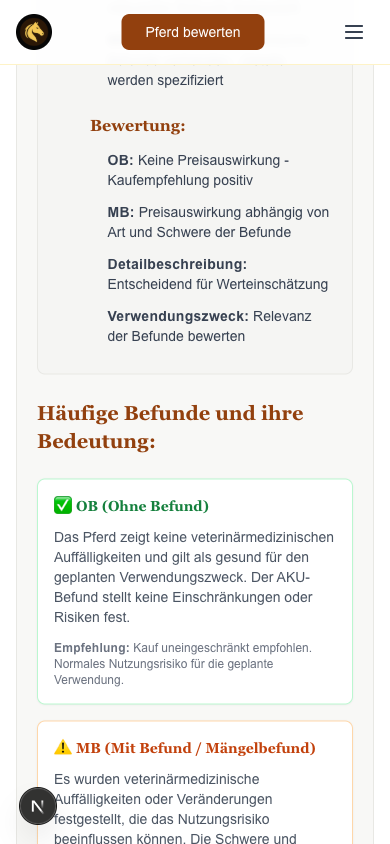 Pferd bewerten
werden spezifiziert
Bewertung:
OB: Keine Preisauswirkung -
Kaufempfehlung positiv
MB: Preisauswirkung abhängig von
Art und Schwere der Befunde
Detailbeschreibung:
Entscheidend für Werteinschätzung
Verwendungszweck: Relevanz
der Befunde bewerten
Häufige Befunde und ihre
Bedeutung:
✅ OB (Ohne Befund)
Das Pferd zeigt keine veterinärmedizinischen
Auffälligkeiten und gilt als gesund für den
geplanten Verwendungszweck. Der AKU-
Befund stellt keine Einschränkungen oder
Risiken fest.
Empfehlung: Kauf uneingeschränkt empfohlen.
Normales Nutzungsrisiko für die geplante
Verwendung.
⚠️ MB (Mit Befund / Mängelbefund)
Es wurden veterinärmedizinische
Auffälligkeiten oder Veränderungen
festgestellt, die das Nutzungsrisiko
beeinflussen können. Die Schwere und
N